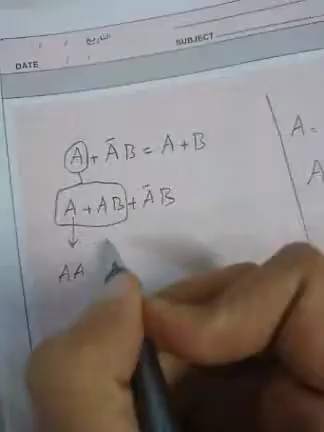 التاريخ
DATE / / SUBJECT
A + ĀB = A + B
A + AB + ĀB
AA
A =
A